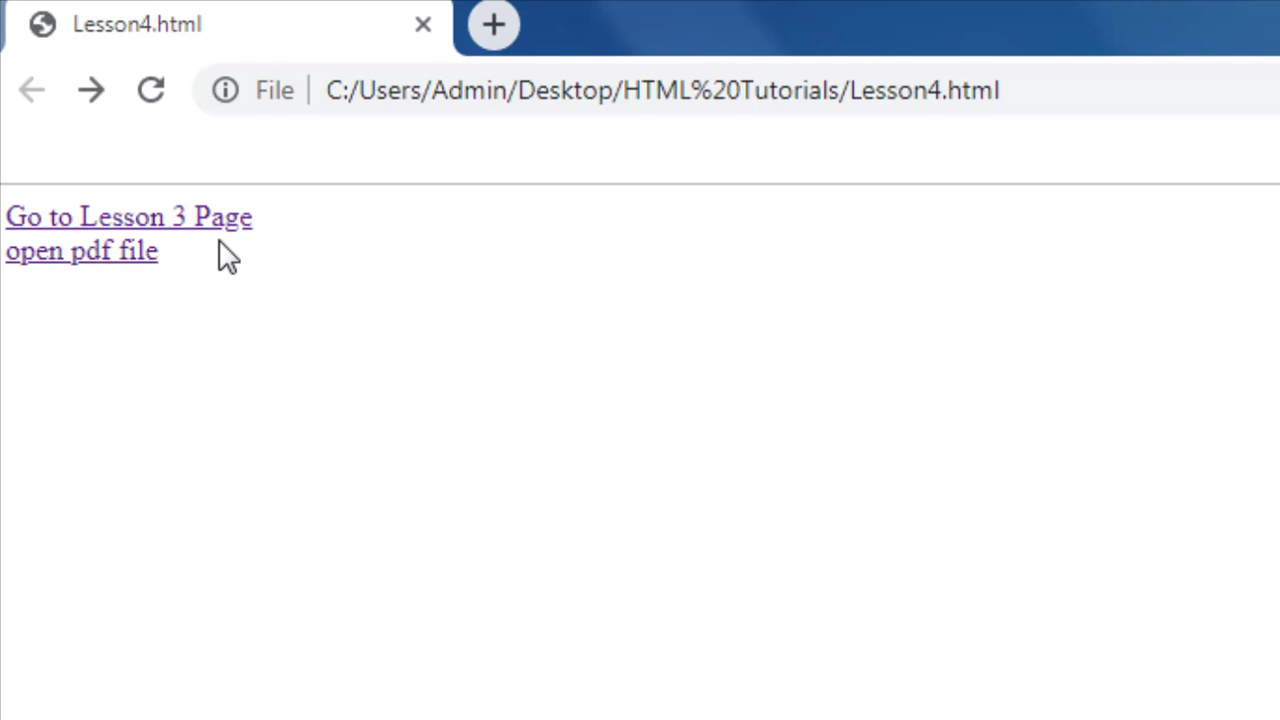 Lesson4.html
File C:/Users/Admin/Desktop/HTML%20Tutorials/Lesson4.html
Go to Lesson 3 Page
open pdf file